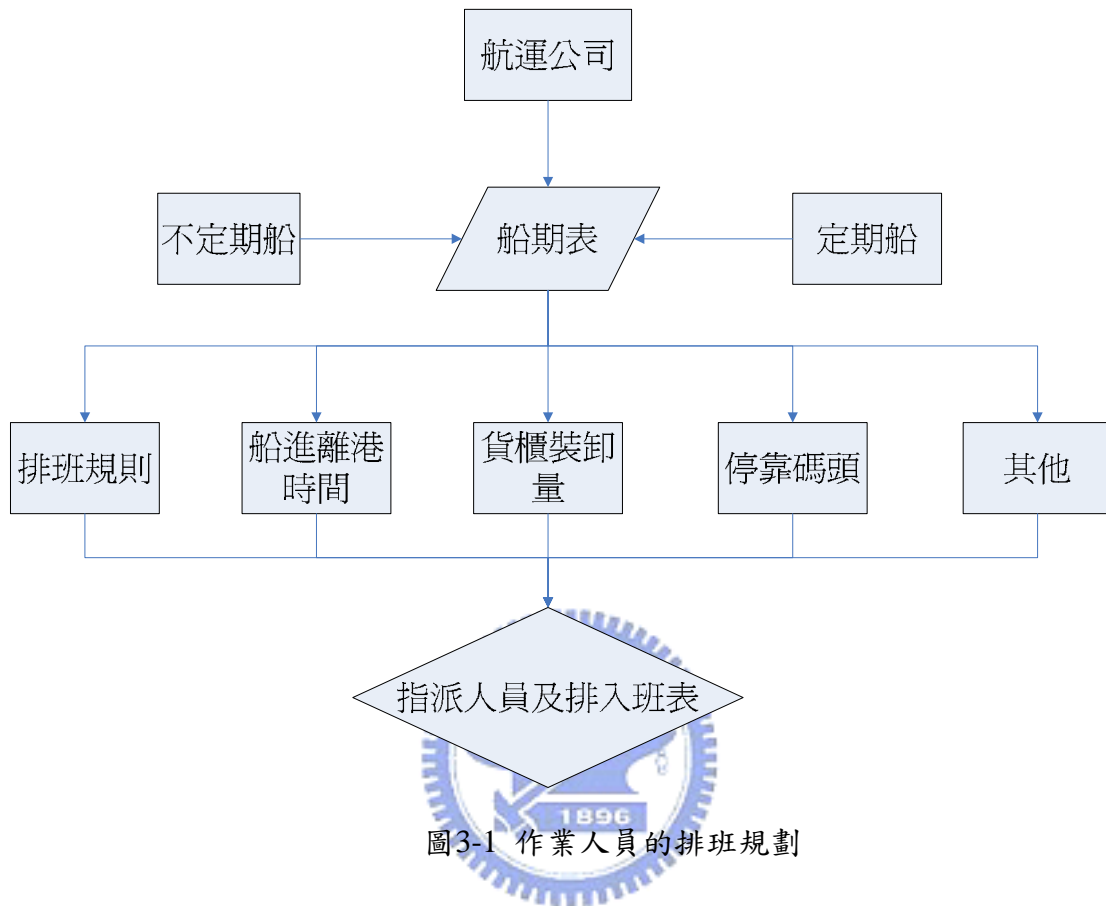 航運公司
不定期船
船期表
定期船
排班規則
船進離港
時間
貨櫃裝卸
量
停靠碼頭
其他
指派人員及排入班表
1896
圖3-1 作業人員的排班規劃